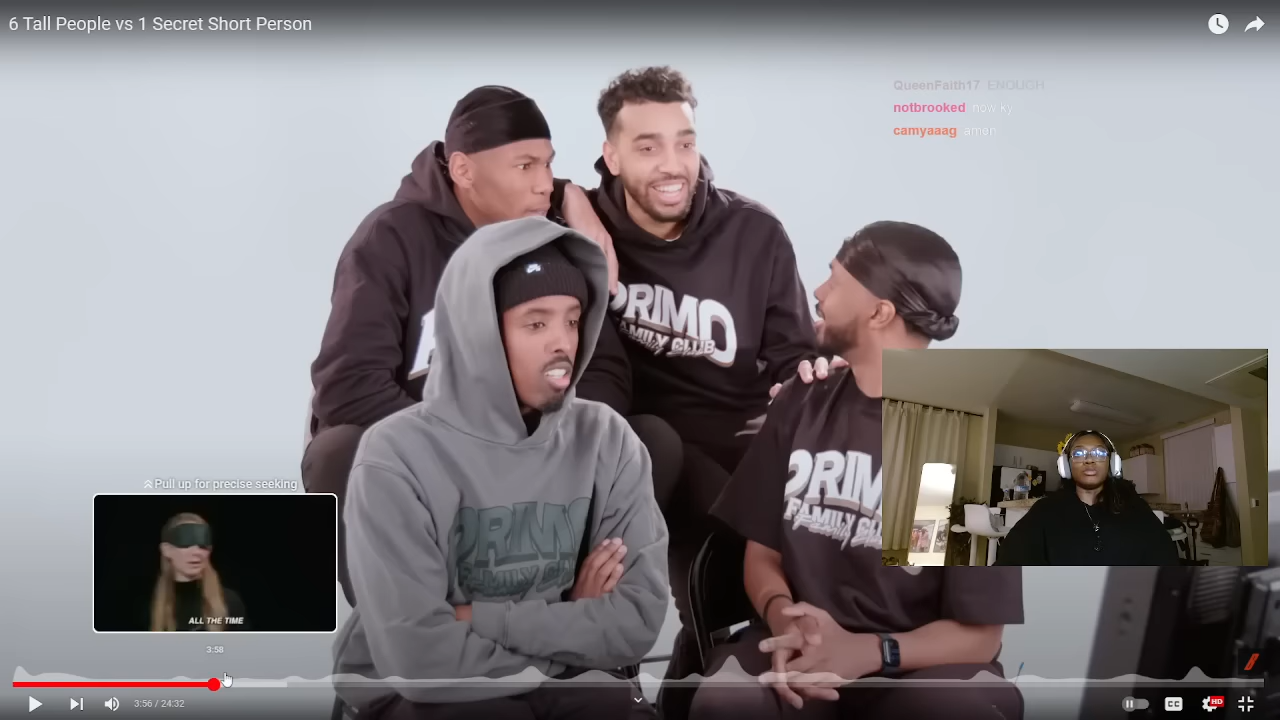 6 Tall People vs 1 Secret Short Person
QueenFaith17 ENOUGH
notbrooked now ky
camyaaag amen
PRIMO
FAMILY CLUB
PRIMO
FAMILY CLUB
PRIMO
FAMILY CLUB
Pull up for precise seeking
ALL THE TIME
3:58
3:56 / 24:32
CC
HD